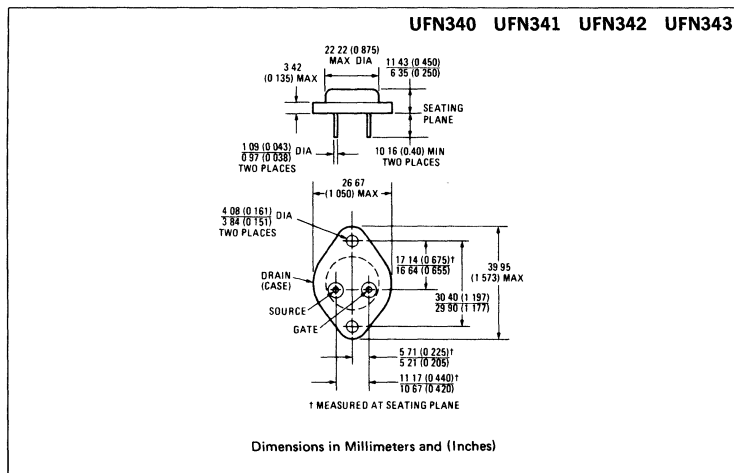 UFN340 UFN341 UFN342 UFN343
22 22 (0 875)
MAX DIA
11 43 (0 450)
6 35 (0 250)
3 42
(0 135) MAX
SEATING
PLANE
1 09 (0 043)
0 97 (0 038) DIA
TWO PLACES
10 16 (0.40) MIN
TWO PLACES
26 67
(1 050) MAX
4 08 (0 161)
3 84 (0 151) DIA
TWO PLACES
17 14 (0 675)†
16 64 (0 655)
39 95
(1 573) MAX
DRAIN
(CASE)
30 40 (1 197)
29 90 (1 177)
SOURCE
GATE
5 71 (0 225)†
5 21 (0 205)
11 17 (0 440)†
10 67 (0 420)
† MEASURED AT SEATING PLANE
Dimensions in Millimeters and (Inches)